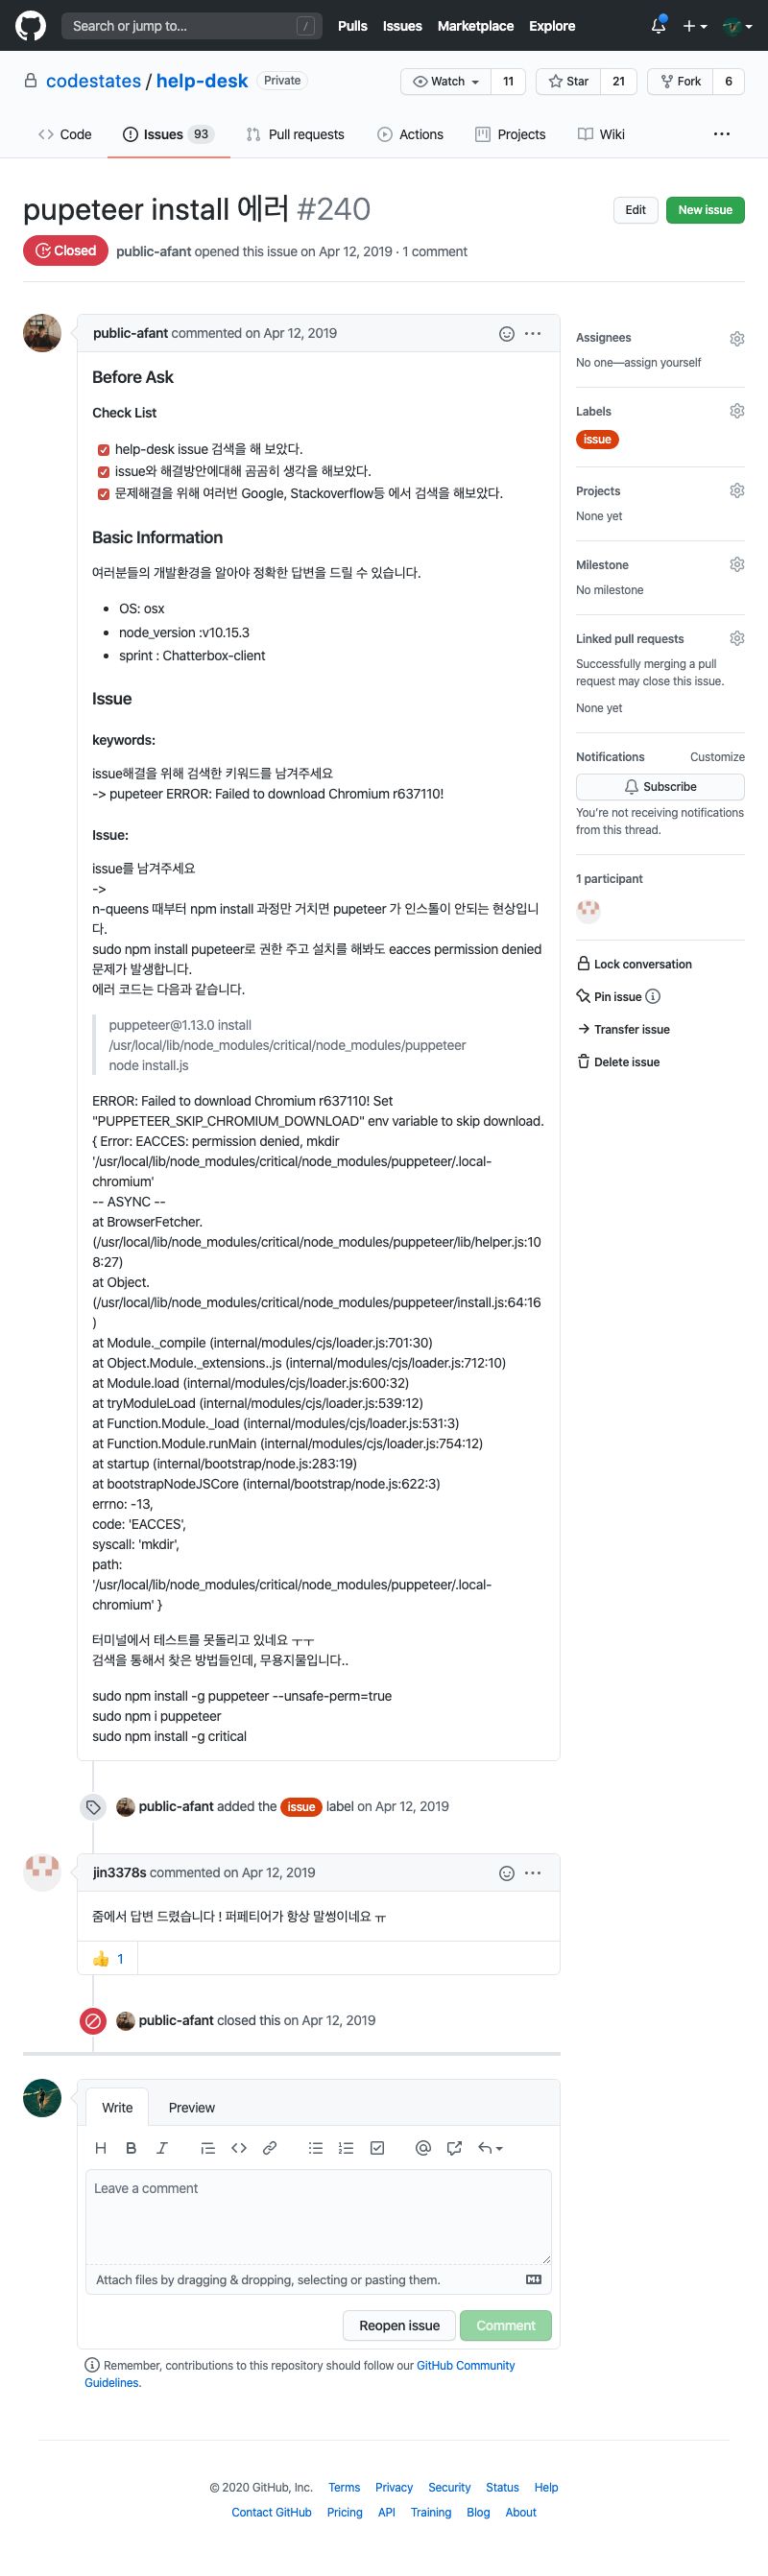 Search or jump to... /
Pulls Issues Marketplace Explore
codestates / help-desk Private
Watch 11 Star 21 Fork 6
Code Issues 93 Pull requests Actions Projects Wiki
pupeteer install 에러 #240
Edit New issue
Closed public-afant opened this issue on Apr 12, 2019 · 1 comment
public-afant commented on Apr 12, 2019
Before Ask
Check List
help-desk issue 검색을 해 보았다.
issue와 해결방안에대해 곰곰히 생각을 해보았다.
문제해결을 위해 여러번 Google, Stackoverflow등 에서 검색을 해보았다.
Basic Information
여러분들의 개발환경을 알아야 정확한 답변을 드릴 수 있습니다.
• OS: osx
• node_version :v10.15.3
• sprint : Chatterbox-client
Issue
keywords:
issue해결을 위해 검색한 키워드를 남겨주세요
-> pupeteer ERROR: Failed to download Chromium r637110!
Issue:
issue를 남겨주세요
->
n-queens 때부터 npm install 과정만 거치면 pupeteer 가 인스톨이 안되는 현상입니
다.
sudo npm install pupeteer로 권한 주고 설치를 해봐도 eacces permission denied
문제가 발생합니다.
에러 코드는 다음과 같습니다.
puppeteer@1.13.0 install
/usr/local/lib/node_modules/critical/node_modules/puppeteer
node install.js
ERROR: Failed to download Chromium r637110! Set
"PUPPETEER_SKIP_CHROMIUM_DOWNLOAD" env variable to skip download.
{ Error: EACCES: permission denied, mkdir
'/usr/local/lib/node_modules/critical/node_modules/puppeteer/.local-
chromium'
-- ASYNC --
at BrowserFetcher.
(/usr/local/lib/node_modules/critical/node_modules/puppeteer/lib/helper.js:10
8:27)
at Object.
(/usr/local/lib/node_modules/critical/node_modules/puppeteer/install.js:64:16
)
at Module._compile (internal/modules/cjs/loader.js:701:30)
at Object.Module._extensions..js (internal/modules/cjs/loader.js:712:10)
at Module.load (internal/modules/cjs/loader.js:600:32)
at tryModuleLoad (internal/modules/cjs/loader.js:539:12)
at Function.Module._load (internal/modules/cjs/loader.js:531:3)
at Function.Module.runMain (internal/modules/cjs/loader.js:754:12)
at startup (internal/bootstrap/node.js:283:19)
at bootstrapNodeJSCore (internal/bootstrap/node.js:622:3)
errno: -13,
code: 'EACCES',
syscall: 'mkdir',
path:
'/usr/local/lib/node_modules/critical/node_modules/puppeteer/.local-
chromium' }
터미널에서 테스트를 못돌리고 있네요 ㅜㅜ
검색을 통해서 찾은 방법들인데, 무용지물입니다..
sudo npm install -g puppeteer --unsafe-perm=true
sudo npm i puppeteer
sudo npm install -g critical
public-afant added the issue label on Apr 12, 2019
jin3378s commented on Apr 12, 2019
줌에서 답변 드렸습니다 ! 퍼페티어가 항상 말썽이네요 ㅠ
👍 1
public-afant closed this on Apr 12, 2019
Write Preview
Leave a comment
Attach files by dragging & dropping, selecting or pasting them.
Reopen issue Comment
Remember, contributions to this repository should follow our GitHub Community
Guidelines.
Assignees
No one—assign yourself
Labels
issue
Projects
None yet
Milestone
No milestone
Linked pull requests
Successfully merging a pull
request may close this issue.
None yet
Notifications Customize
Subscribe
You're not receiving notifications
from this thread.
1 participant
Lock conversation
Pin issue
Transfer issue
Delete issue
© 2020 GitHub, Inc. Terms Privacy Security Status Help
Contact GitHub Pricing API Training Blog About